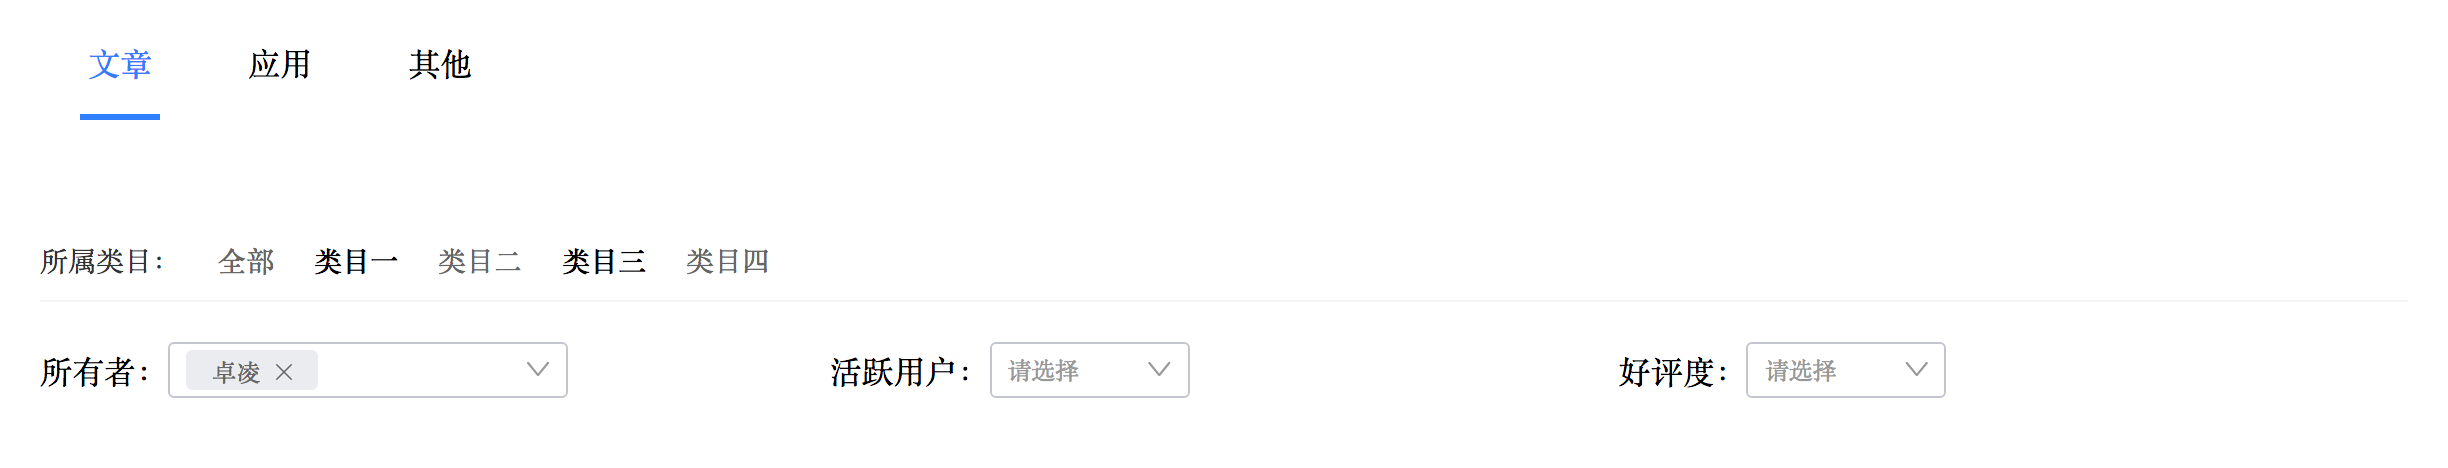 文章 应用 其他
所属类目： 全部 类目一 类目二 类目三 类目四
所有者： 卓凌 活跃用户： 请选择 好评度： 请选择